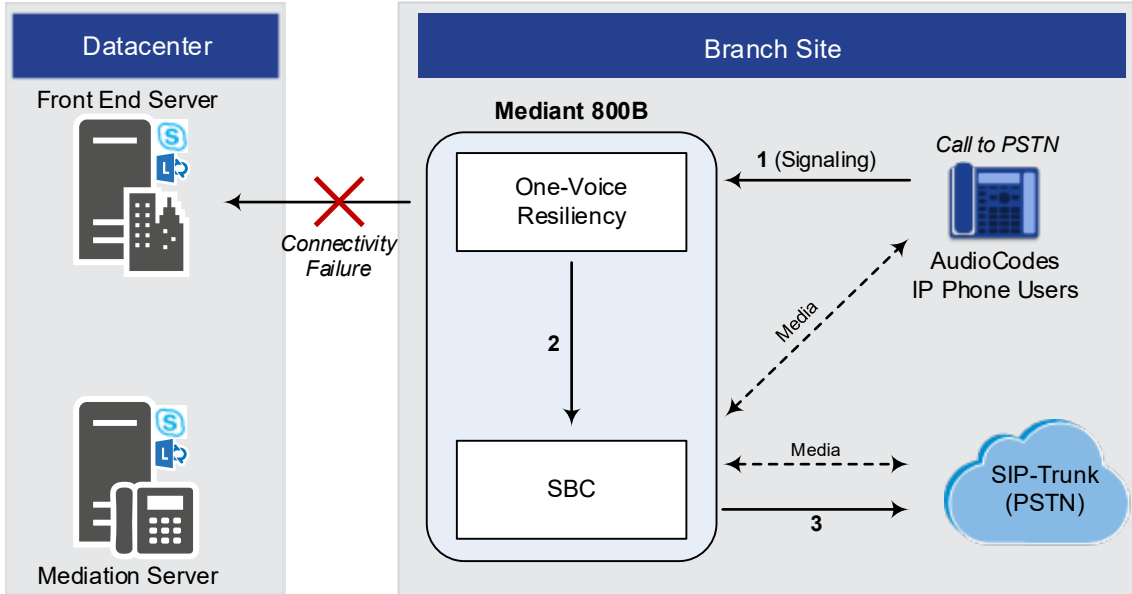 Datacenter
Branch Site
Front End Server
Mediant 800B
One-Voice
Resiliency
1 (Signaling)
Call to PSTN
Connectivity
Failure
AudioCodes
IP Phone Users
Media
2
SBC
Media
3
SIP-Trunk
(PSTN)
Mediation Server
S
L
S
L